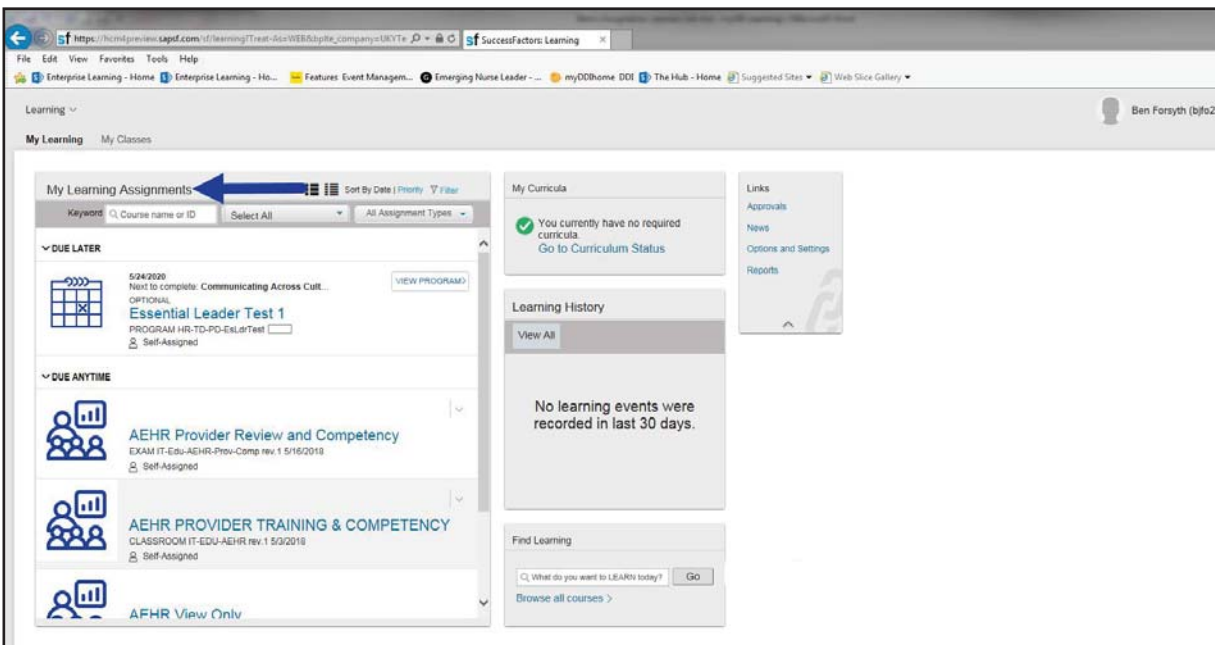 https://hcm4preview.sapsf.com/sf/learning?Treat-As=WEB&bplte_company=UKYTe
SuccessFactors: Learning
File Edit View Favorites Tools Help
Enterprise Learning - Home Enterprise Learning - Ho... Features Event Managem... Emerging Nurse Leader - ... myDDIhome DDI The Hub - Home Suggested Sites Web Slice Gallery
Learning
Ben Forsyth (bjfo2
My Learning My Classes
My Learning Assignments
Sort By Date | Priority Filter
Keyword Course name or ID Select All All Assignment Types
DUE LATER
5/24/2020
Next to complete: Communicating Across Cult...
VIEW PROGRAM
OPTIONAL
Essential Leader Test 1
PROGRAM HR-TD-PD-EsLdrTest
Self-Assigned
DUE ANYTIME
AEHR Provider Review and Competency
EXAM IT-Edu-AEHR-Prov-Comp rev.1 5/16/2018
Self-Assigned
AEHR PROVIDER TRAINING & COMPETENCY
CLASSROOM IT-EDU-AEHR rev.1 5/3/2018
Self-Assigned
AEHR View Only
My Curricula
You currently have no required
curricula.
Go to Curriculum Status
Learning History
View All
No learning events were
recorded in last 30 days.
Find Learning
What do you want to LEARN today? Go
Browse all courses >
Links
Approvals
News
Options and Settings
Reports